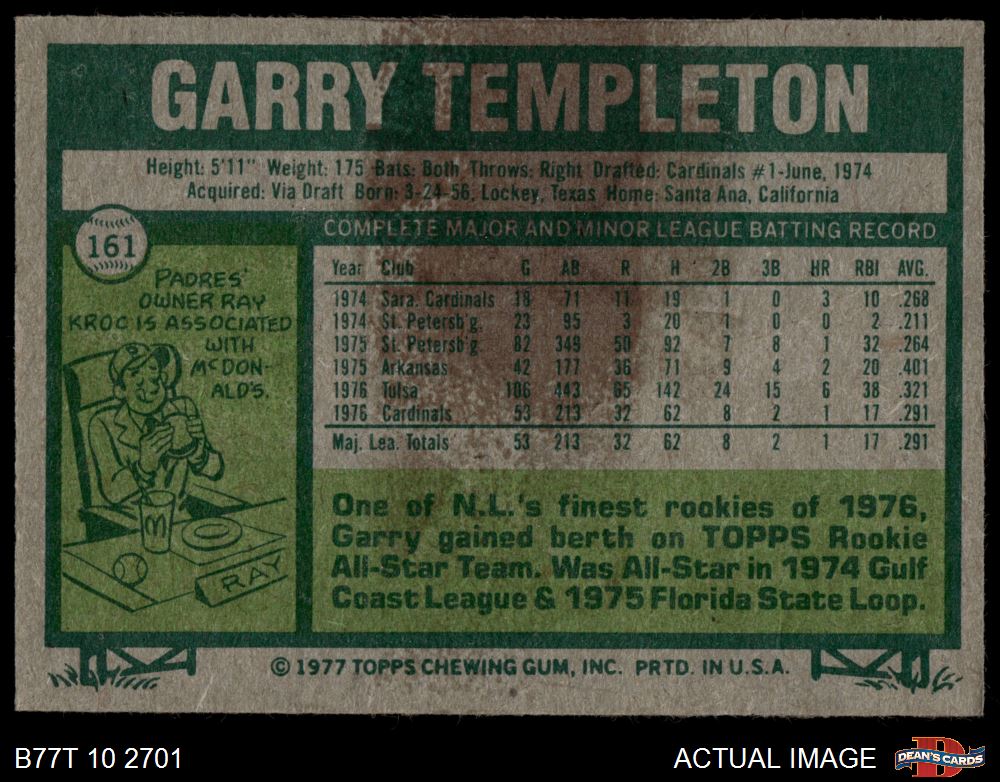 GARRY TEMPLETON
Height: 5'11" Weight: 175 Bats: Both Throws: Right Drafted: Cardinals #1-June, 1974
Acquired: Via Draft Born: 3-24-56, Lockey, Texas Home: Santa Ana, California
161
PADRES'
OWNER RAY
KROC IS ASSOCIATED
WITH
McDON-
ALD'S.
M
RAY
COMPLETE MAJOR AND MINOR LEAGUE BATTING RECORD
Year Club G AB R H 2B 3B HR RBI AVG.
1974 Sara. Cardinals 18 71 11 19 1 0 3 10 .268
1974 St. Petersb'g. 23 95 3 20 1 0 0 2 .211
1975 St. Petersb'g 82 349 50 92 7 8 1 32 .264
1975 Arkansas 42 177 36 71 9 4 2 20 .401
1976 Tulsa 106 443 65 142 24 15 6 38 .321
1976 Cardinals 53 213 32 62 8 2 1 17 .291
Maj. Lea. Totals 53 213 32 62 8 2 1 17 .291
One of N.L.'s finest rookies of 1976,
Garry gained berth on TOPPS Rookie
All-Star Team. Was All-Star in 1974 Gulf
Coast League & 1975 Florida State Loop.
© 1977 TOPPS CHEWING GUM, INC. PRTD. IN U.S.A.
B77T 10 2701
ACTUAL IMAGE
D
DEAN'S CARDS